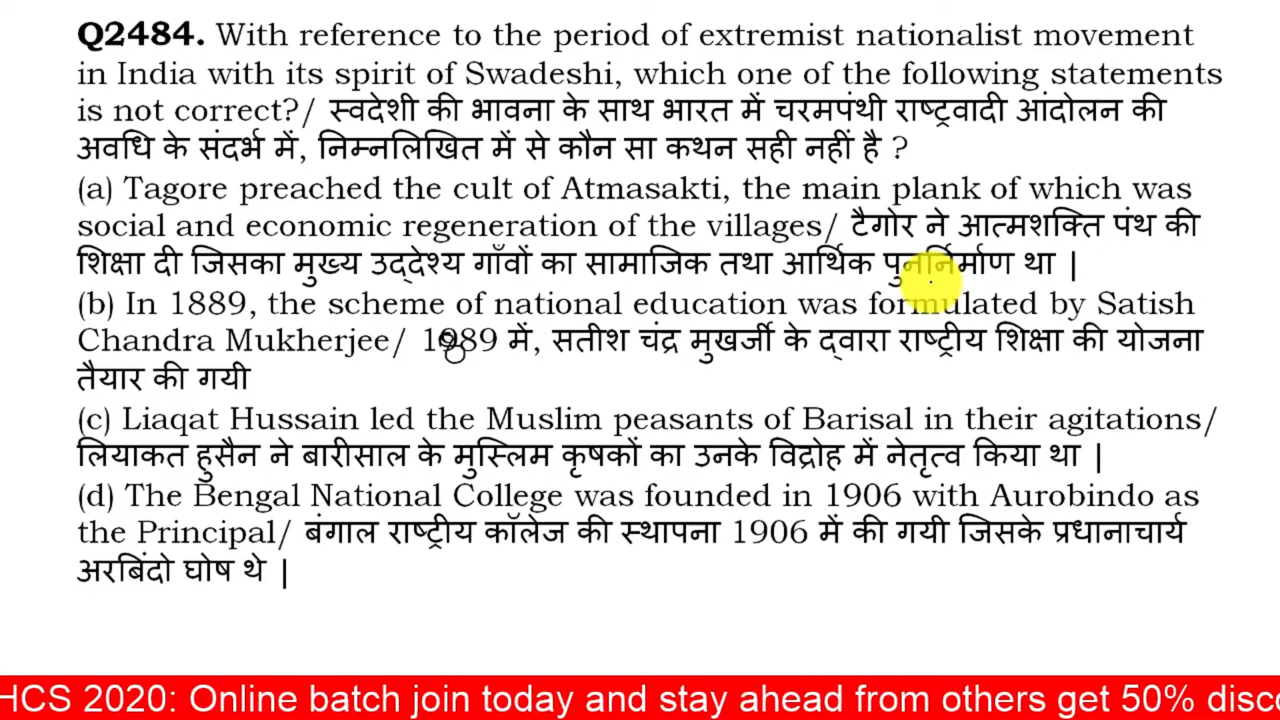 Q2484. With reference to the period of extremist nationalist movement
in India with its spirit of Swadeshi, which one of the following statements
is not correct?/ स्वदेशी की भावना के साथ भारत में चरमपंथी राष्ट्रवादी आंदोलन की
अवधि के संदर्भ में, निम्नलिखित में से कौन सा कथन सही नहीं है ?
(a) Tagore preached the cult of Atmasakti, the main plank of which was
social and economic regeneration of the villages/ टैगोर ने आत्मशक्ति पंथ की
शिक्षा दी जिसका मुख्य उद्देश्य गाँवों का सामाजिक तथा आर्थिक पुनर्निर्माण था |
(b) In 1889, the scheme of national education was formulated by Satish
Chandra Mukherjee/ 1989 में, सतीश चंद्र मुखर्जी के द्वारा राष्ट्रीय शिक्षा की योजना
तैयार की गयी
(c) Liaqat Hussain led the Muslim peasants of Barisal in their agitations/
लियाकत हुसैन ने बारीसाल के मुस्लिम कृषकों का उनके विद्रोह में नेतृत्व किया था |
(d) The Bengal National College was founded in 1906 with Aurobindo as
the Principal/ बंगाल राष्ट्रीय कॉलेज की स्थापना 1906 में की गयी जिसके प्रधानाचार्य
अरबिंदो घोष थे |
HCS 2020: Online batch join today and stay ahead from others get 50% disc